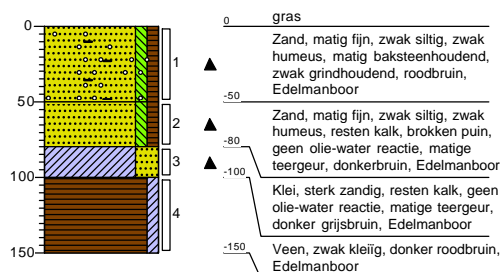 0
50
100
150
1
2
3
4
0 gras
Zand, matig fijn, zwak siltig, zwak
humeus, matig baksteenhoudend,
zwak grindhoudend, roodbruin,
Edelmanboor
-50
Zand, matig fijn, zwak siltig, zwak
humeus, resten kalk, brokken puin,
geen olie-water reactie, matige
teergeur, donkerbruin, Edelmanboor
-80
Klei, sterk zandig, resten kalk, geen
olie-water reactie, matige teergeur,
donker grijsbruin, Edelmanboor
-100
Veen, zwak kleiïg, donker roodbruin,
Edelmanboor
-150